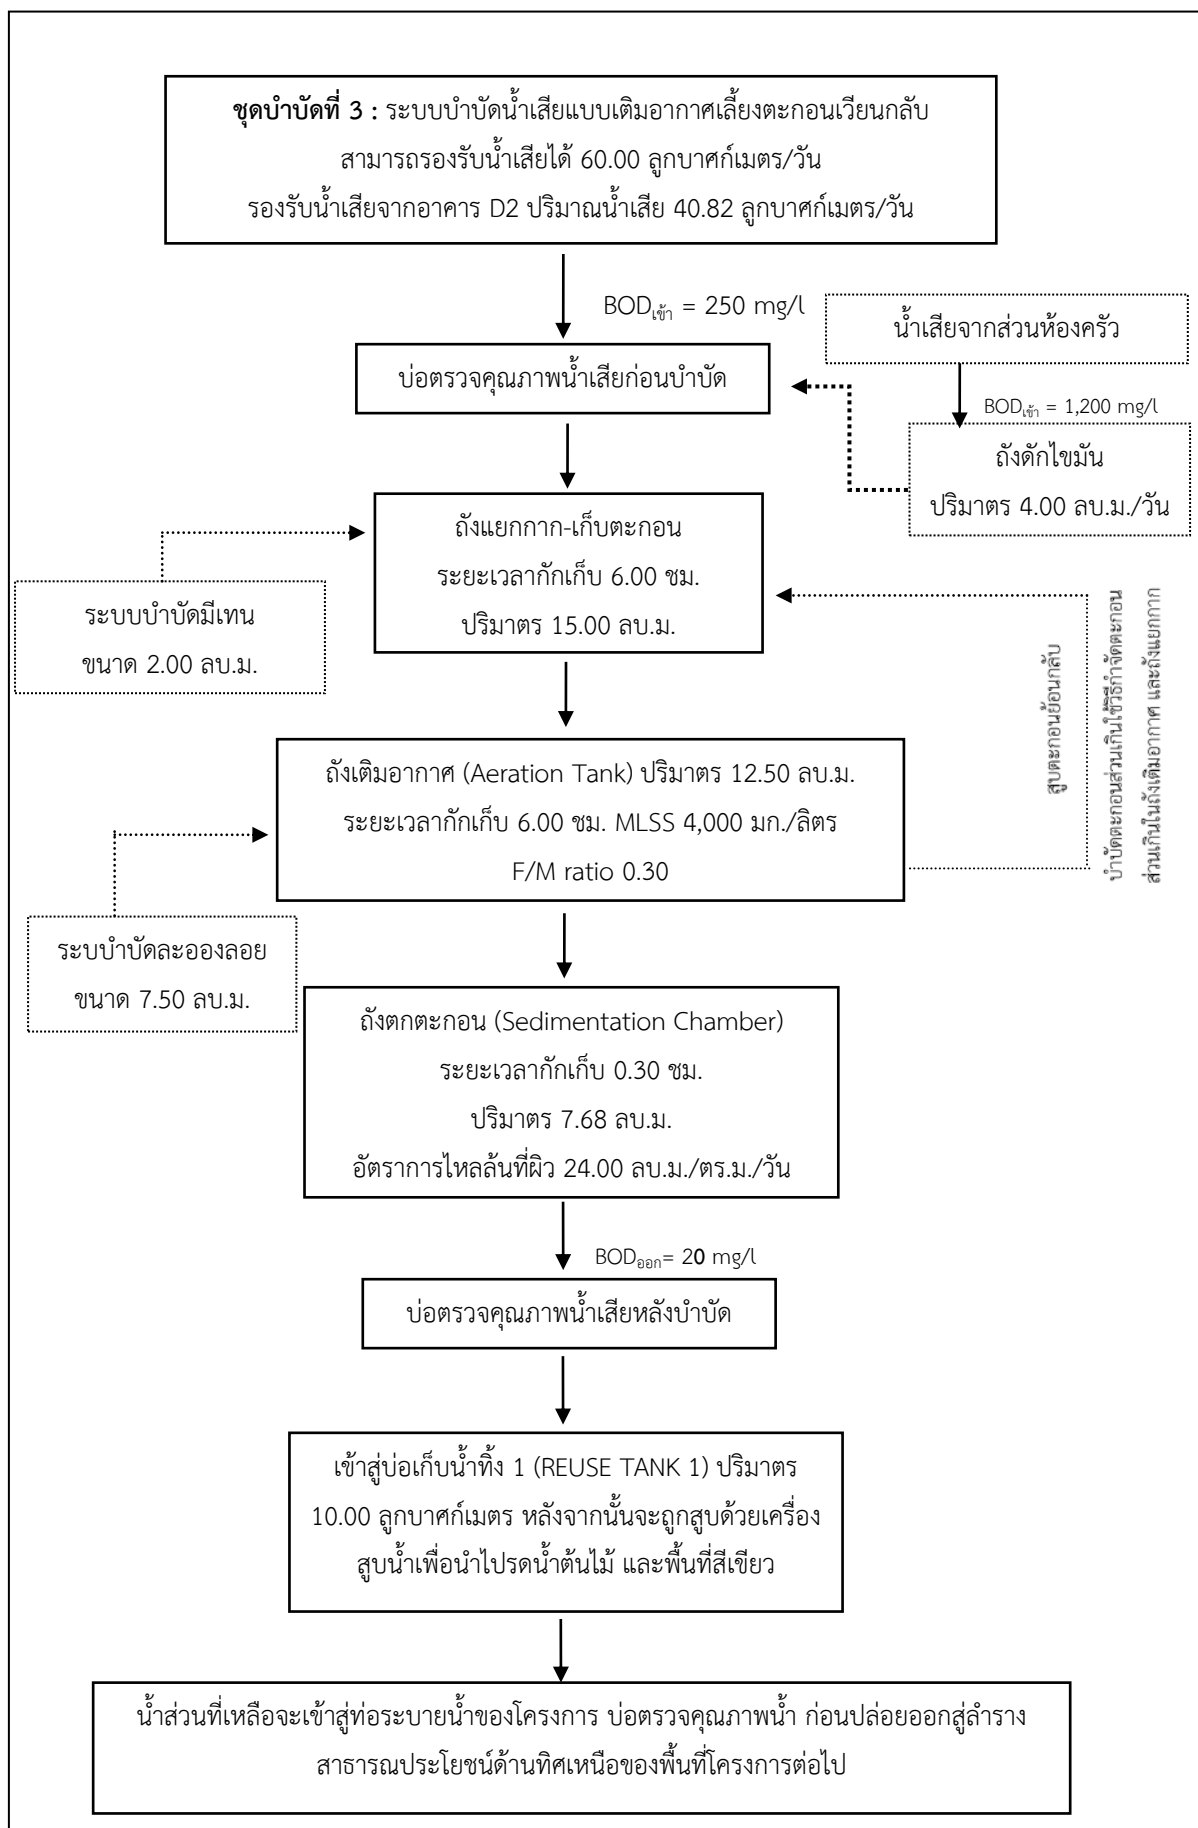 ชุดบำบัดที่ 3 : ระบบบำบัดน้ำเสียแบบเติมอากาศเลี้ยงตะกอนเวียนกลับ
สามารถรองรับน้ำเสียได้ 60.00 ลูกบาศก์เมตร/วัน
รองรับน้ำเสียจากอาคาร D2 ปริมาณน้ำเสีย 40.82 ลูกบาศก์เมตร/วัน
BODเข้า = 250 mg/l
น้ำเสียจากส่วนห้องครัว
บ่อตรวจคุณภาพน้ำเสียก่อนบำบัด
BODเข้า = 1,200 mg/l
ถังดักไขมัน
ปริมาตร 4.00 ลบ.ม./วัน
ถังแยกกาก-เก็บตะกอน
ระยะเวลากักเก็บ 6.00 ชม.
ปริมาตร 15.00 ลบ.ม.
ระบบบำบัดมีเทน
ขนาด 2.00 ลบ.ม.
สูบตะกอนย้อนกลับ
บำบัดตะกอนส่วนเกินใช้วิธีกำจัดตะกอน
ส่วนเกินในถังเติมอากาศ และถังแยกกาก
ถังเติมอากาศ (Aeration Tank) ปริมาตร 12.50 ลบ.ม.
ระยะเวลากักเก็บ 6.00 ชม. MLSS 4,000 มก./ลิตร
F/M ratio 0.30
ระบบำบัดละอองลอย
ขนาด 7.50 ลบ.ม.
ถังตกตะกอน (Sedimentation Chamber)
ระยะเวลากักเก็บ 0.30 ชม.
ปริมาตร 7.68 ลบ.ม.
อัตราการไหลล้นที่ผิว 24.00 ลบ.ม./ตร.ม./วัน
BODออก= 20 mg/l
บ่อตรวจคุณภาพน้ำเสียหลังบำบัด
เข้าสู่บ่อเก็บน้ำทิ้ง 1 (REUSE TANK 1) ปริมาตร
10.00 ลูกบาศก์เมตร หลังจากนั้นจะถูกสูบด้วยเครื่อง
สูบน้ำเพื่อนำไปรดน้ำต้นไม้ และพื้นที่สีเขียว
น้ำส่วนที่เหลือจะเข้าสู่ท่อระบายน้ำของโครงการ บ่อตรวจคุณภาพน้ำ ก่อนปล่อยออกสู่ลำราง
สาธารณประโยชน์ด้านทิศเหนือของพื้นที่โครงการต่อไป